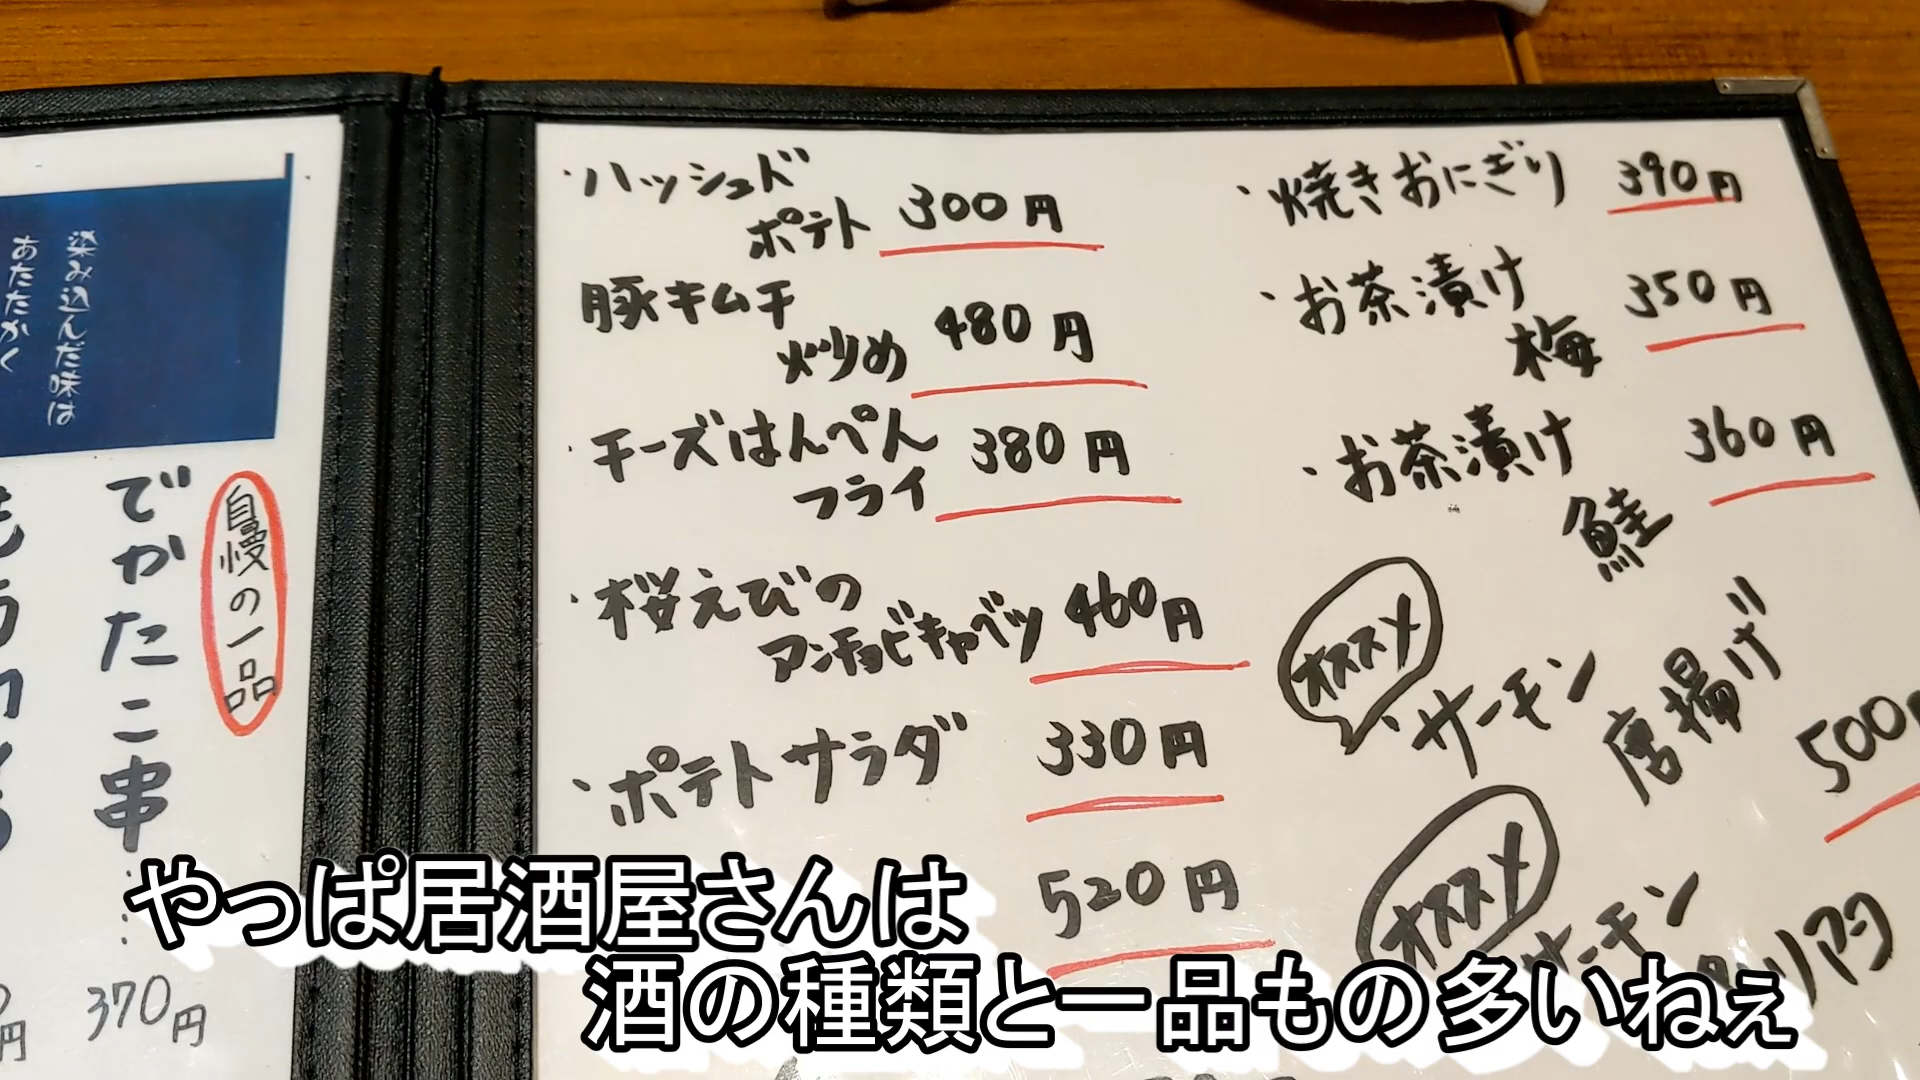 ・ハッシュド
ポテト 300円
豚キムチ
炒め 480円
・チーズはんぺん
フライ 380円
・桜えびの
アンチョビキャベツ 460円
・ポテトサラダ 330円
520円
・焼きおにぎり 390円
・お茶漬け
梅 350円
・お茶漬け 360円
鮭
オススメ
・サーモン
唐揚げ
500
オススメ
サーモン
染み込んだ味は
あたたかく
自慢の一品
でかたこ串 370円
円
やっぱ居酒屋さんは
酒の種類と一品もの多いねぇ